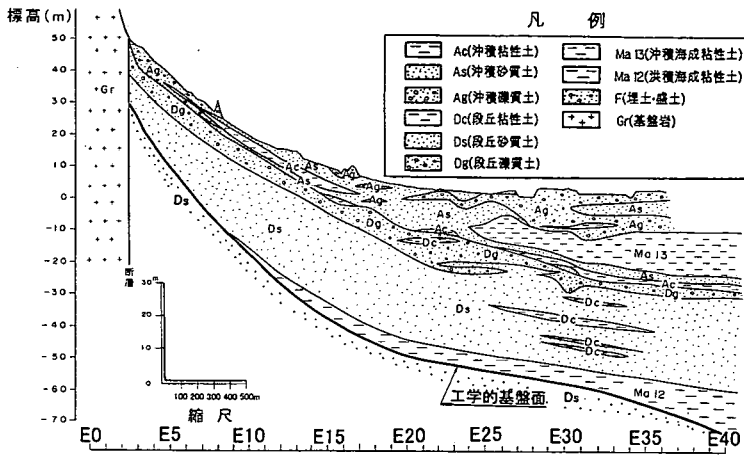 標高(m)
凡 例
Ac(沖積粘性土)
As(沖積砂質土)
Ag(沖積礫質土)
Dc(段丘粘性土)
Ds(段丘砂質土)
Dg(段丘礫質土)
Ma 13(沖積海成粘性土)
Ma 12(洪積海成粘性土)
F(埋土・盛土)
Gr(基盤岩)
50
40
30
20
10
0
-10
-20
-30
-40
-50
-60
-70
Gr
断層
Ag
Dg
Ac
As
As
Ag
Ag
Ag
Dg
As
Ag
As
Ag
Ac
Dc
Dg
Ma 13
As
Ac
Dg
Ds
Ds
Ds
Dc
Dc
Dc
Dc
Ma 12
Ds
工学的基盤面
30m
20
10
0
100 200 300 400 500m
縮尺
E0 E5 E10 E15 E20 E25 E30 E35 E40